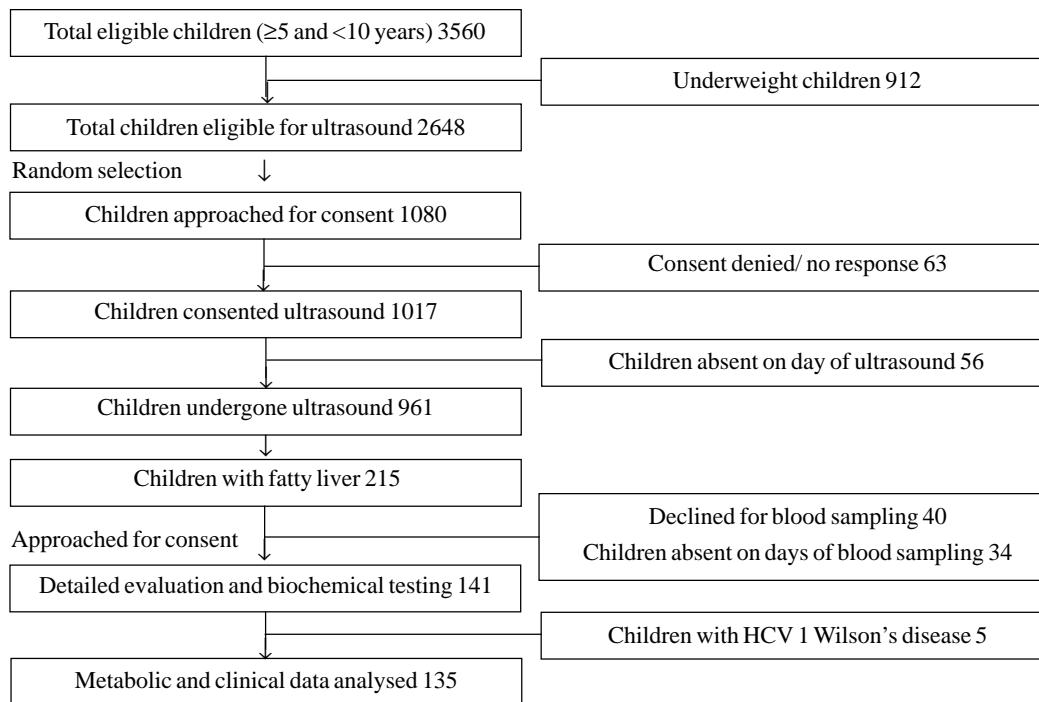 Total eligible children (≥5 and <10 years) 3560
Underweight children 912
Total children eligible for ultrasound 2648
Random selection
Children approached for consent 1080
Consent denied/ no response 63
Children consented ultrasound 1017
Children absent on day of ultrasound 56
Children undergone ultrasound 961
Children with fatty liver 215
Declined for blood sampling 40
Approached for consent
Children absent on days of blood sampling 34
Detailed evaluation and biochemical testing 141
Children with HCV 1 Wilson’s disease 5
Metabolic and clinical data analysed 135